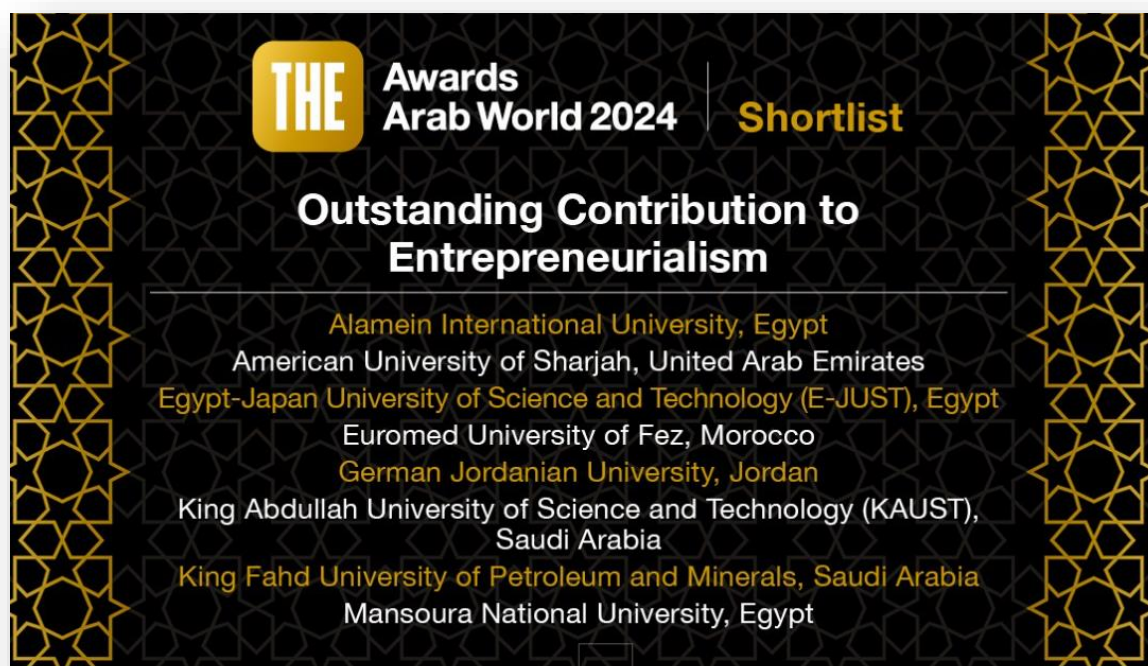 THE
Awards
Arab World 2024
Shortlist
Outstanding Contribution to
Entrepreneurialism
Alamein International University, Egypt
American University of Sharjah, United Arab Emirates
Egypt-Japan University of Science and Technology (E-JUST), Egypt
Euromed University of Fez, Morocco
German Jordanian University, Jordan
King Abdullah University of Science and Technology (KAUST),
Saudi Arabia
King Fahd University of Petroleum and Minerals, Saudi Arabia
Mansoura National University, Egypt